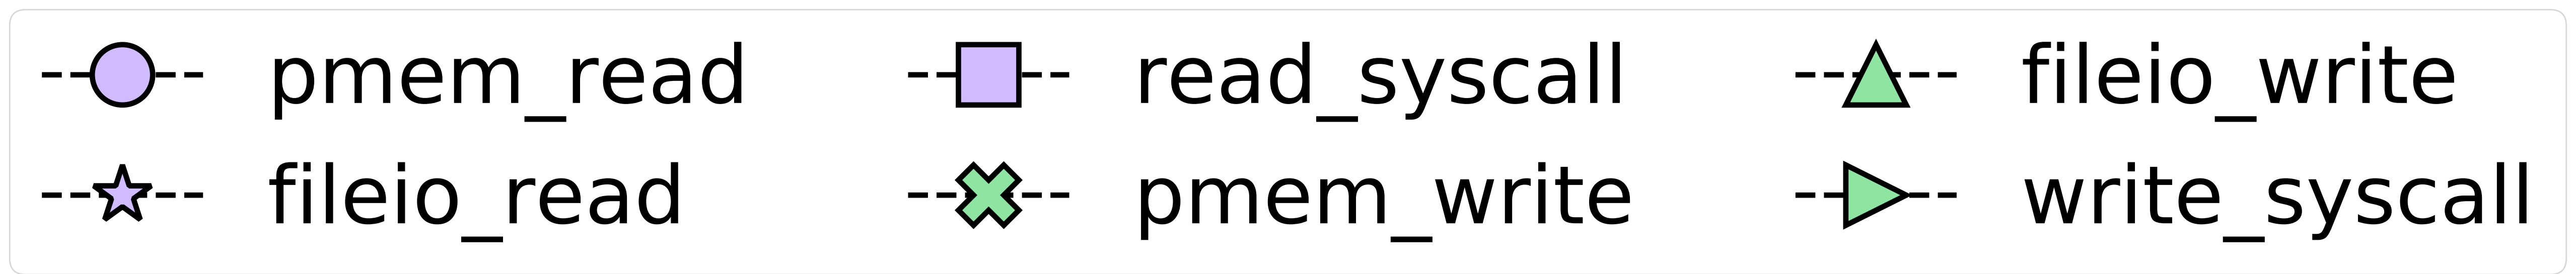 pmem_read read_syscall fileio_write
fileio_read pmem_write write_syscall